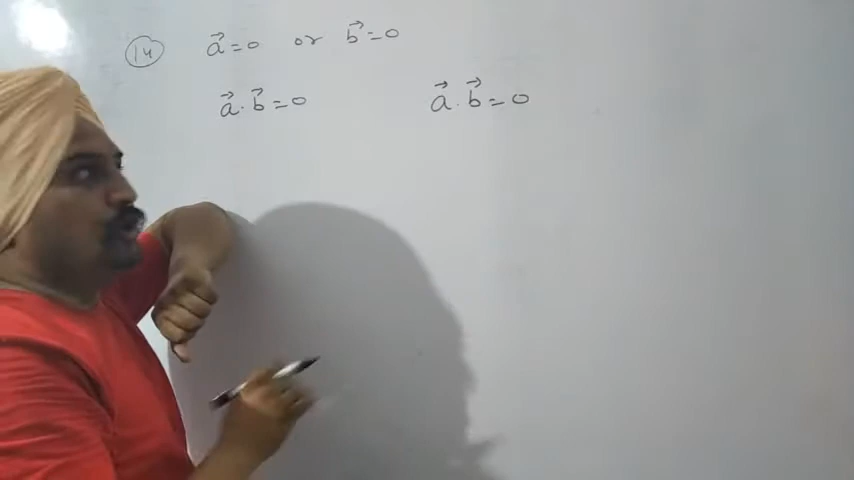 14 a⃗ = 0 or b⃗ = 0
a⃗ . b⃗ = 0 a⃗ . b⃗ = 0